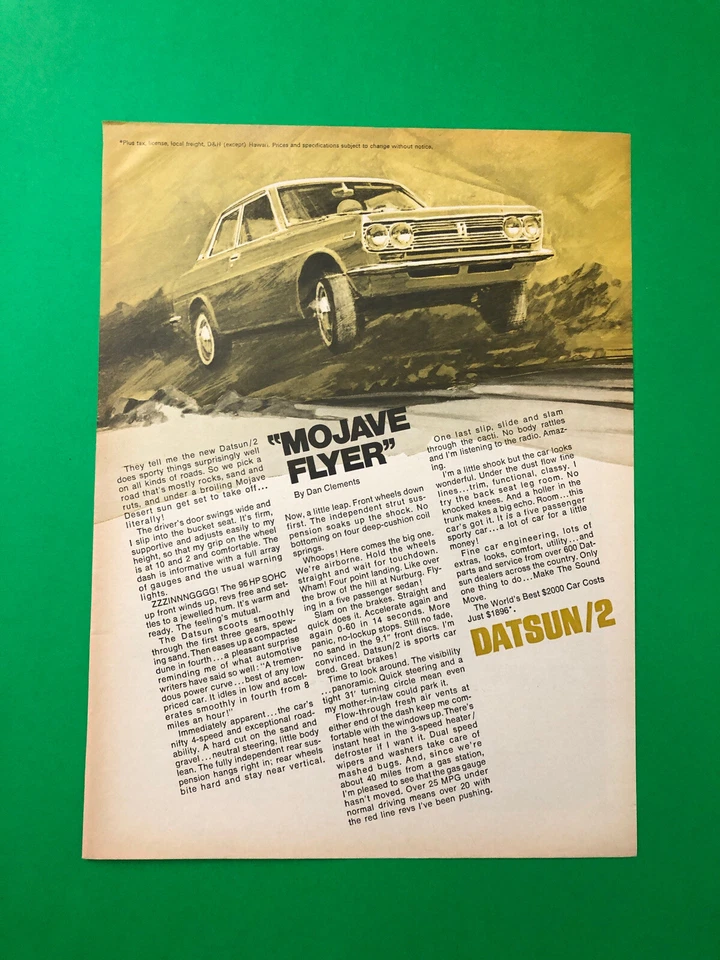 *Plus tax, license, local freight, D&H (except) Hawaii. Prices and specifications subject to change without notice.
"MOJAVE
FLYER"
By Dan Clements
They tell me the new Datsun/2
does sporty things surprisingly well
on all kinds of roads. So we pick a
road that's mostly rocks, sand and
ruts, and under a broiling Mojave
Desert sun get set to take off...
literally!
The driver's door swings wide and
I slip into the bucket seat. It's firm,
supportive and adjusts easily to my
height, so that my grip on the wheel
is at 10 and 2 and comfortable. The
dash is informative with a full array
of gauges and the usual warning
lights.
ZZZINNNGGGG! The 96 HP SOHC
up front winds up, revs free and set-
tles to a jewelled hum. It's warm and
ready. The feeling's mutual.
The Datsun scoots smoothly
through the first three gears, spew-
ing sand. Then eases up a compacted
dune in fourth...a pleasant surprise
reminding me of what automotive
writers have said so well: "A tremen-
dous power curve...best of any low
priced car. It idles in low and accel-
erates smoothly in fourth from 8
miles an hour!"
Immediately apparent...the car's
nifty 4-speed and exceptional road-
ability. A hard cut on the sand and
gravel...neutral steering, little body
lean. The fully independent rear sus-
pension hangs right in; rear wheels
bite hard and stay near vertical.
Now, a little leap. Front wheels down
first. The independent strut sus-
pension soaks up the shock. No
bottoming on four deep-cushion coil
springs.
Whoops! Here comes the big one.
We're airborne. Hold the wheels
straight and wait for touchdown.
Wham! Four point landing. Like over
the brow of the hill at Nurburg. Fly-
ing in a five passenger sedan!
Slam on the brakes. Straight and
quick does it. Accelerate again and
again 0-60 in 14 seconds. More
panic, no-lockup stops. Still no fade,
no sand in the 9.1" front discs. I'm
convinced. Datsun/2 is sports car
bred. Great brakes!
Time to look around. The visibility
...panoramic. Quick steering and a
tight 31' turning circle mean even
my mother-in-law could park it.
Flow-through fresh air vents at
either end of the dash keep me com-
fortable with the windows up. There's
instant heat in the 3-speed heater/
defroster if I want it. Dual speed
wipers and washers take care of
mashed bugs. And, since we're
about 40 miles from a gas station,
I'm pleased to see that the gas gauge
hasn't moved. Over 25 MPG under
normal driving means over 20 with
the red line revs I've been pushing.
One last slip, slide and slam
through the cacti. No body rattles
and I'm listening to the radio. Amaz-
ing.
I'm a little shook but the car looks
wonderful. Under the dust flow fine
lines...trim, functional, classy. I
try the back seat leg room. No
knocked knees. And a holler in the
trunk makes a big echo. Room...this
car's got it. It is a five passenger
sporty car...a lot of car for a little
money!
Fine car engineering, lots of
extras, looks, comfort, utility...and
parts and service from over 600 Dat-
sun dealers across the country. Only
one thing to do...Make The Sound
Move.
The World's Best $2000 Car Costs
Just $1896*.
DATSUN/2